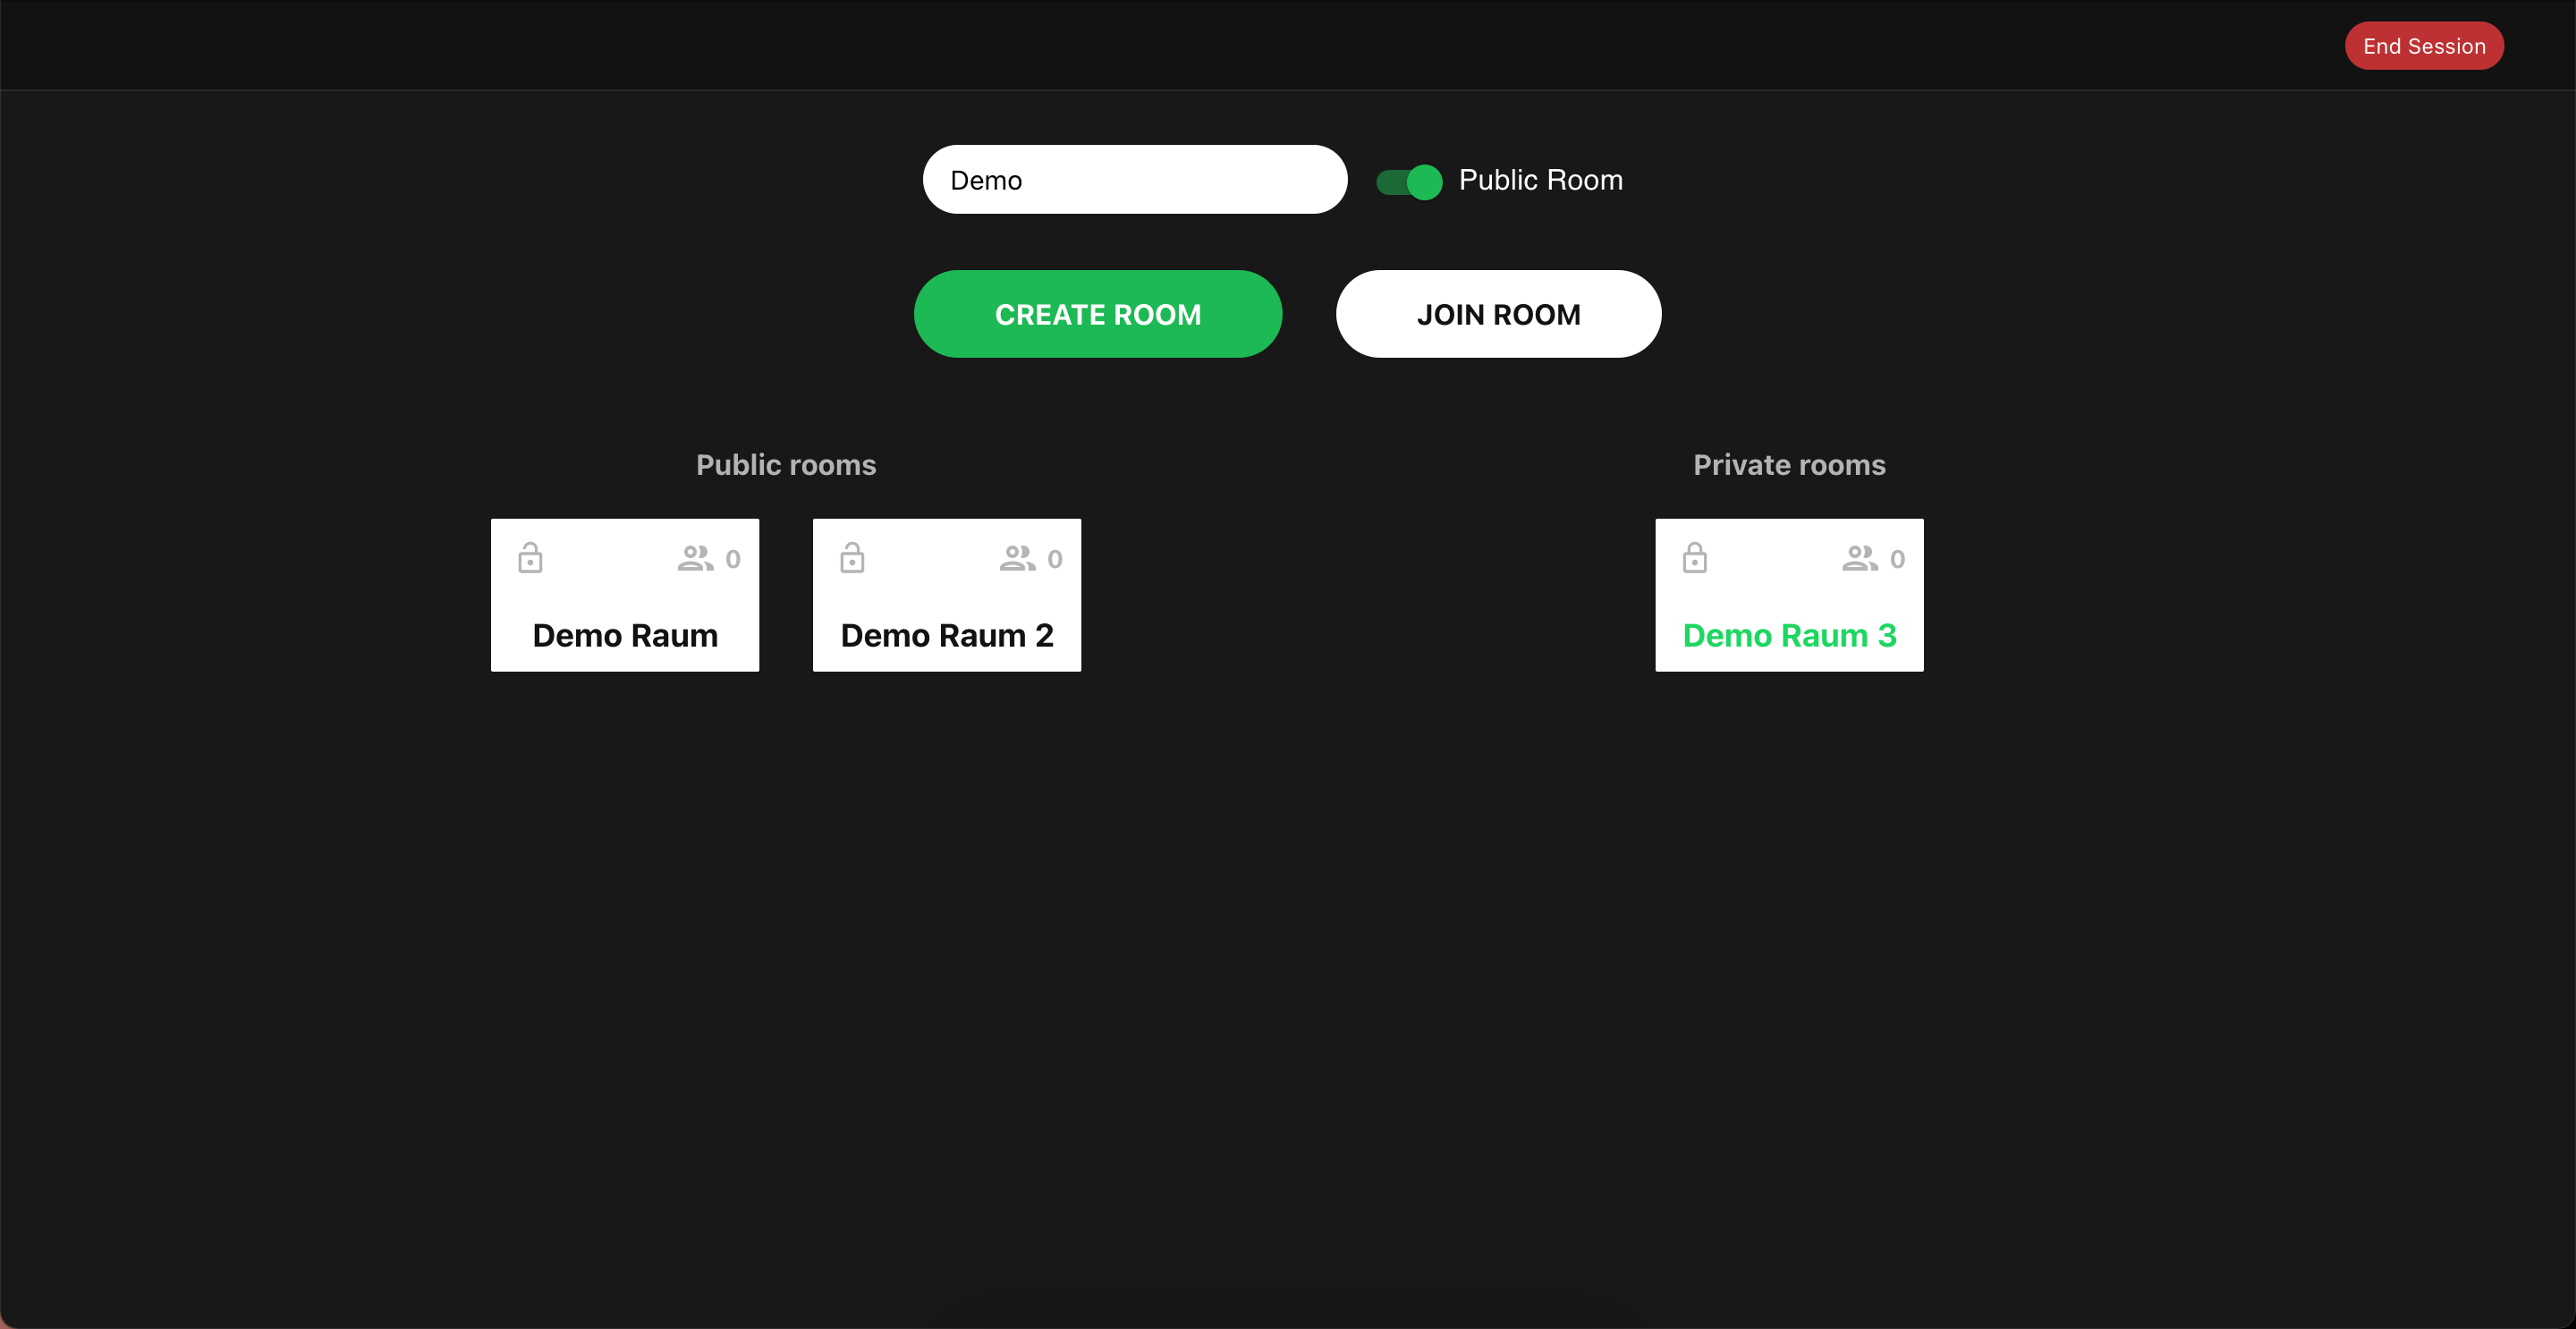 End Session
Demo
Public Room
CREATE ROOM
JOIN ROOM
Public rooms
0
Demo Raum
0
Demo Raum 2
Private rooms
0
Demo Raum 3